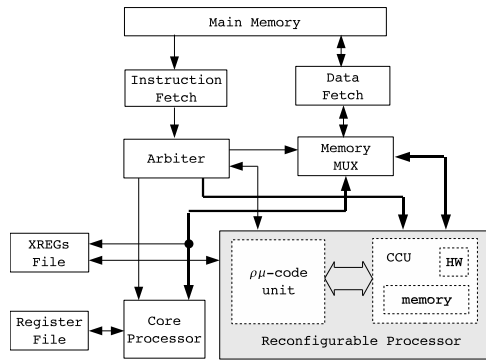 Main Memory
Instruction
Fetch
Data
Fetch
Arbiter
Memory
MUX
XREGs
File
ρμ-code
unit
CCU
HW
memory
Register
File
Core
Processor
Reconfigurable Processor